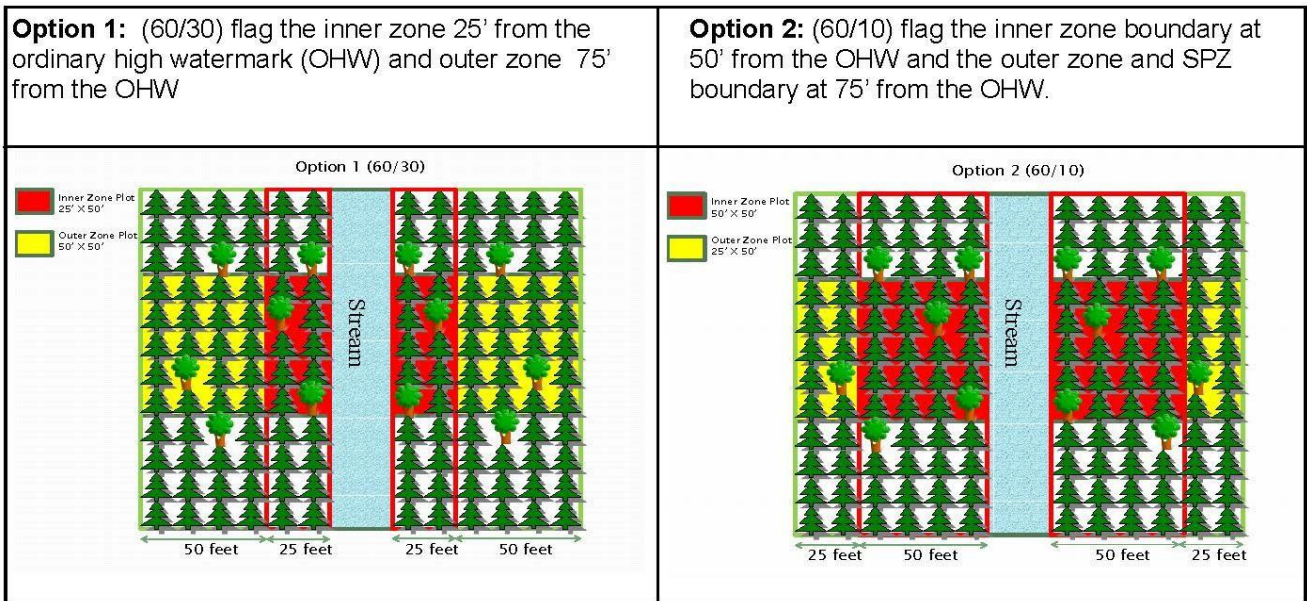 Option 1:  (60/30) flag the inner zone 25’ from the
ordinary high watermark (OHW) and outer zone  75’
from the OHW
Option 2: (60/10) flag the inner zone boundary at
50’ from the OHW and the outer zone and SPZ
boundary at 75’ from the OHW.
Option 1 (60/30)
Inner Zone Plot
25' X 50'
Outer Zone Plot
50' X 50'
Stream
50 feet
25 feet
25 feet
50 feet
Option 2 (60/10)
Inner Zone Plot
50' X 50'
Outer Zone Plot
25' X 50'
Stream
25 feet
50 feet
50 feet
25 feet